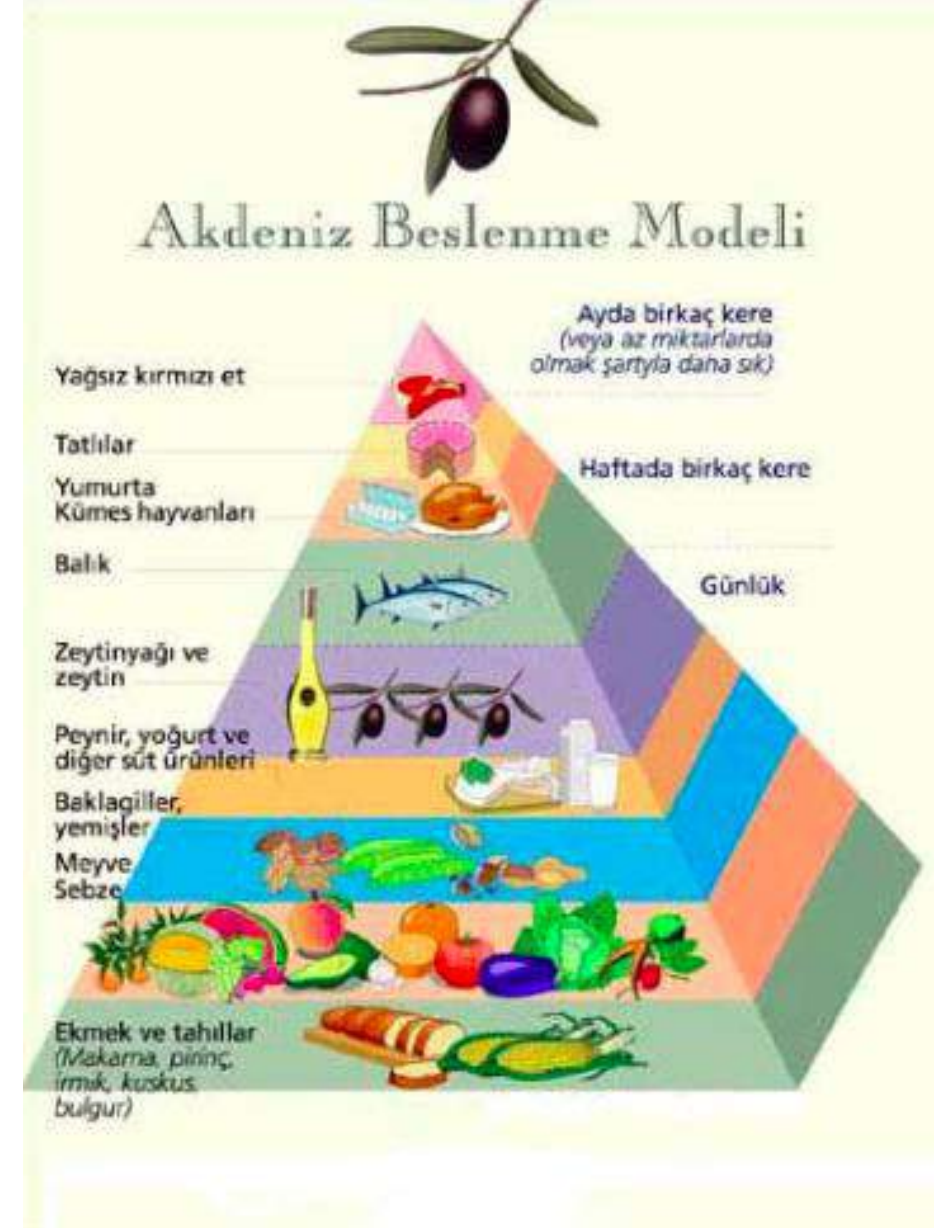 Akdeniz Beslenme Modeli
Ayda birkaç kere
(veya az miktarlarda
olmak şartyla daha sık)
Yağsız kırmızı et
Tatlılar
Haftada birkaç kere
Yumurta
Kümes hayvanları
Balık
Günlük
Zeytinyağı ve
zeytin
Peynir, yoğurt ve
diğer süt ürünleri
Baklagiller,
yemişler
Meyve
Sebze
Ekmek ve tahıllar
(Makarna, pirinç,
irmik, kuskus,
bulgur)